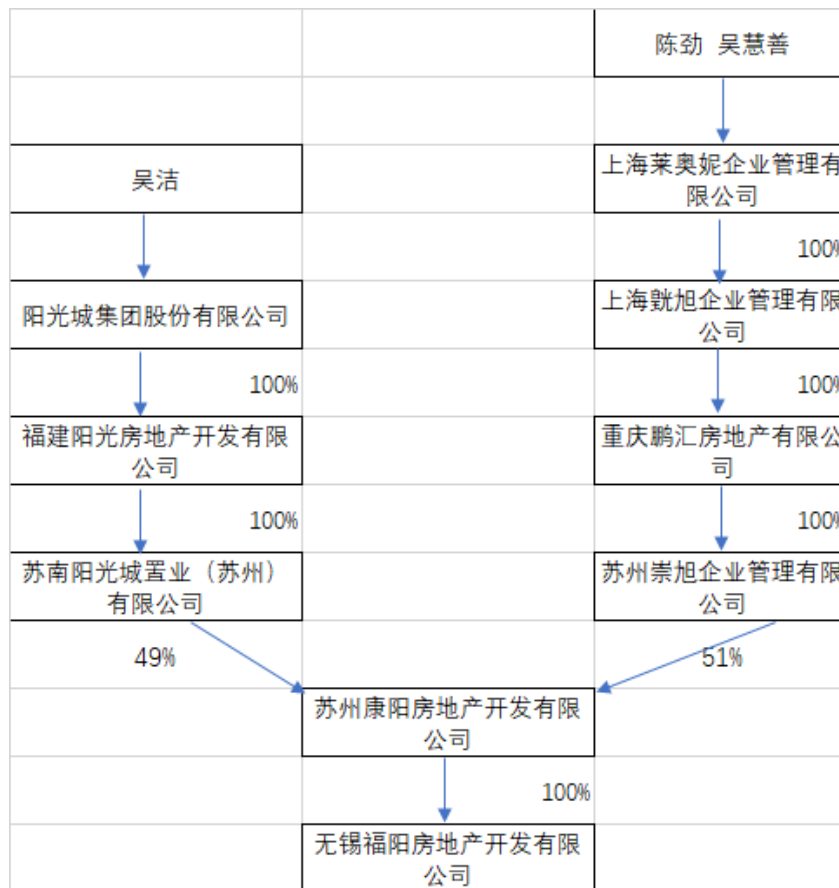 陈劲 吴慧善
吴洁
上海莱奥妮企业管理有
限公司
100%
阳光城集团股份有限公司
上海觥旭企业管理有限
公司
100%
100%
福建阳光房地产开发有限
公司
重庆鹏汇房地产有限公
司
100%
100%
苏南阳光城置业（苏州）
有限公司
苏州崇旭企业管理有限
公司
49%
51%
苏州康阳房地产开发有限
公司
100%
无锡福阳房地产开发有限
公司